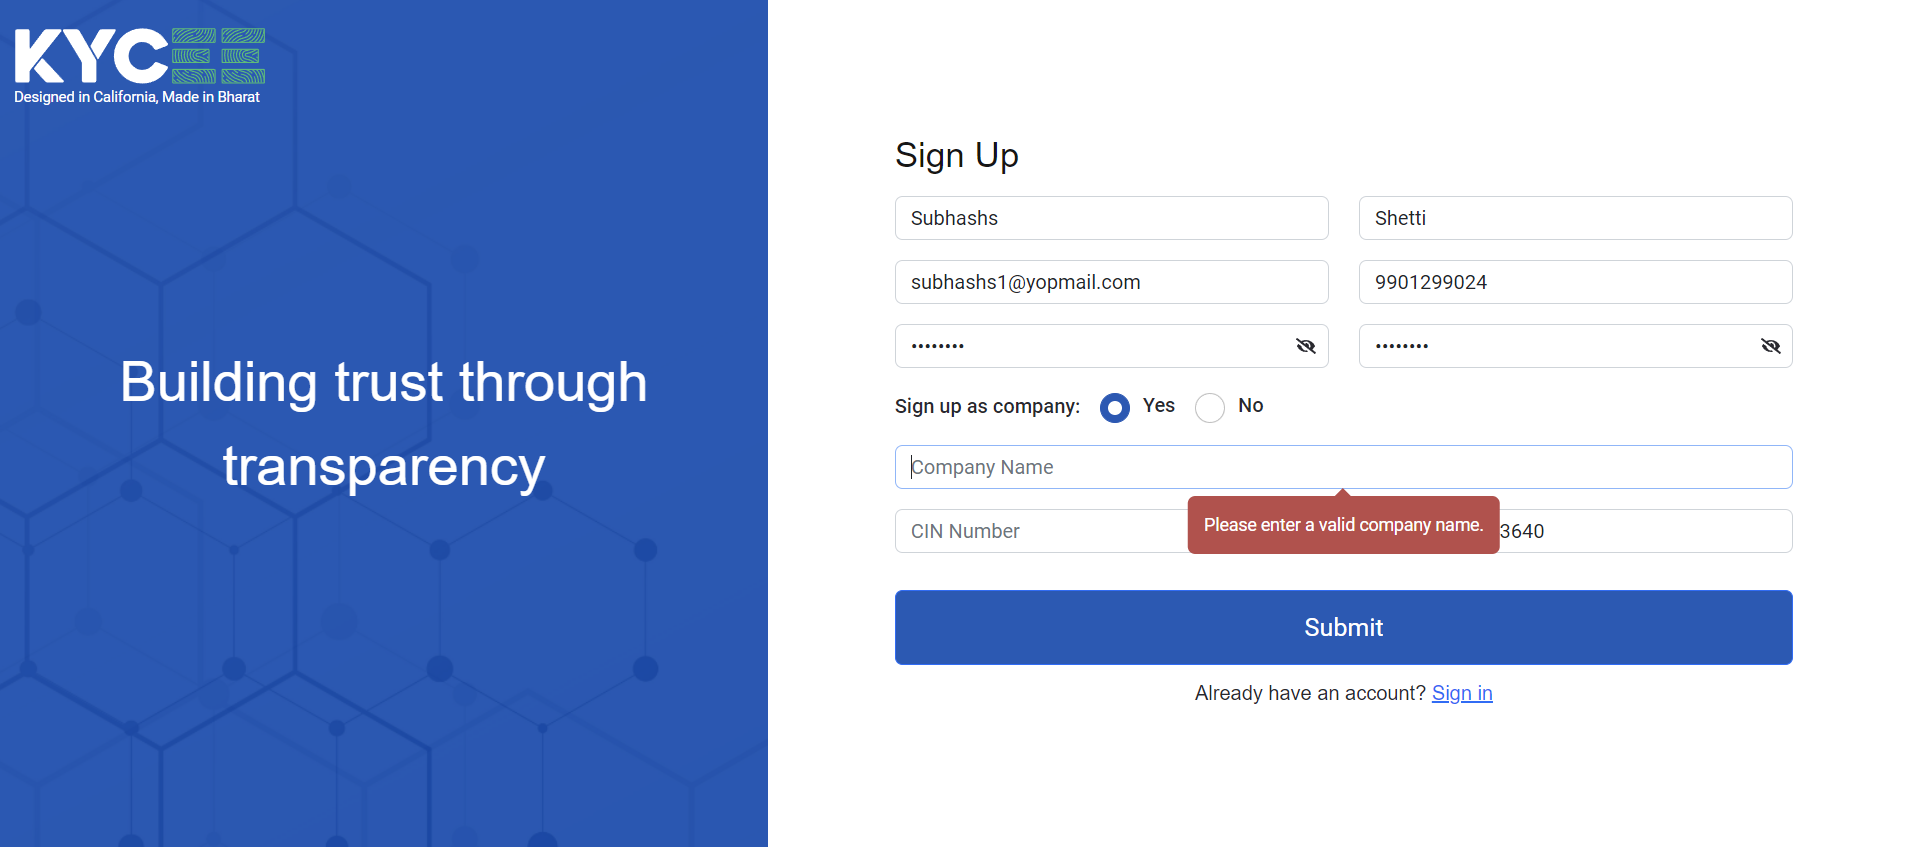 KYCEE
Designed in California, Made in Bharat
Building trust through
transparency
Sign Up
Subhashs
Shetti
subhashs1@yopmail.com
9901299024
••••••••
••••••••
Sign up as company: Yes No
Company Name
Please enter a valid company name.
CIN Number
3640
Submit
Already have an account? Sign in